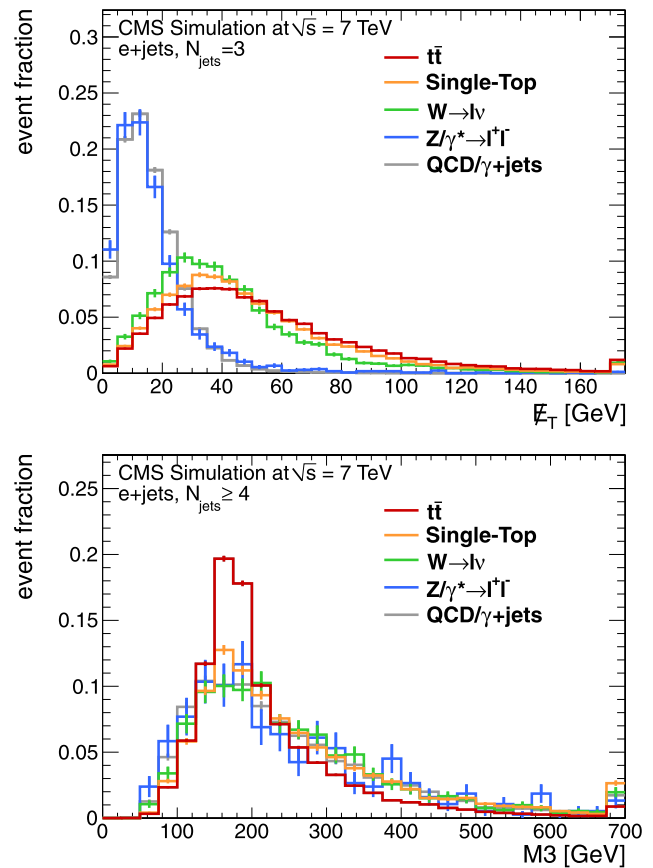 CMS Simulation at √s = 7 TeV
e+jets, N_jets=3
tt̄
Single-Top
W→lν
Z/γ*→l⁺l⁻
QCD/γ+jets
event fraction
0.3
0.25
0.2
0.15
0.1
0.05
0
0 20 40 60 80 100 120 140 160
E̸_T [GeV]
CMS Simulation at √s = 7 TeV
e+jets, N_jets≥ 4
tt̄
Single-Top
W→lν
Z/γ*→l⁺l⁻
QCD/γ+jets
event fraction
0.25
0.2
0.15
0.1
0.05
0
0 100 200 300 400 500 600 700
M3 [GeV]